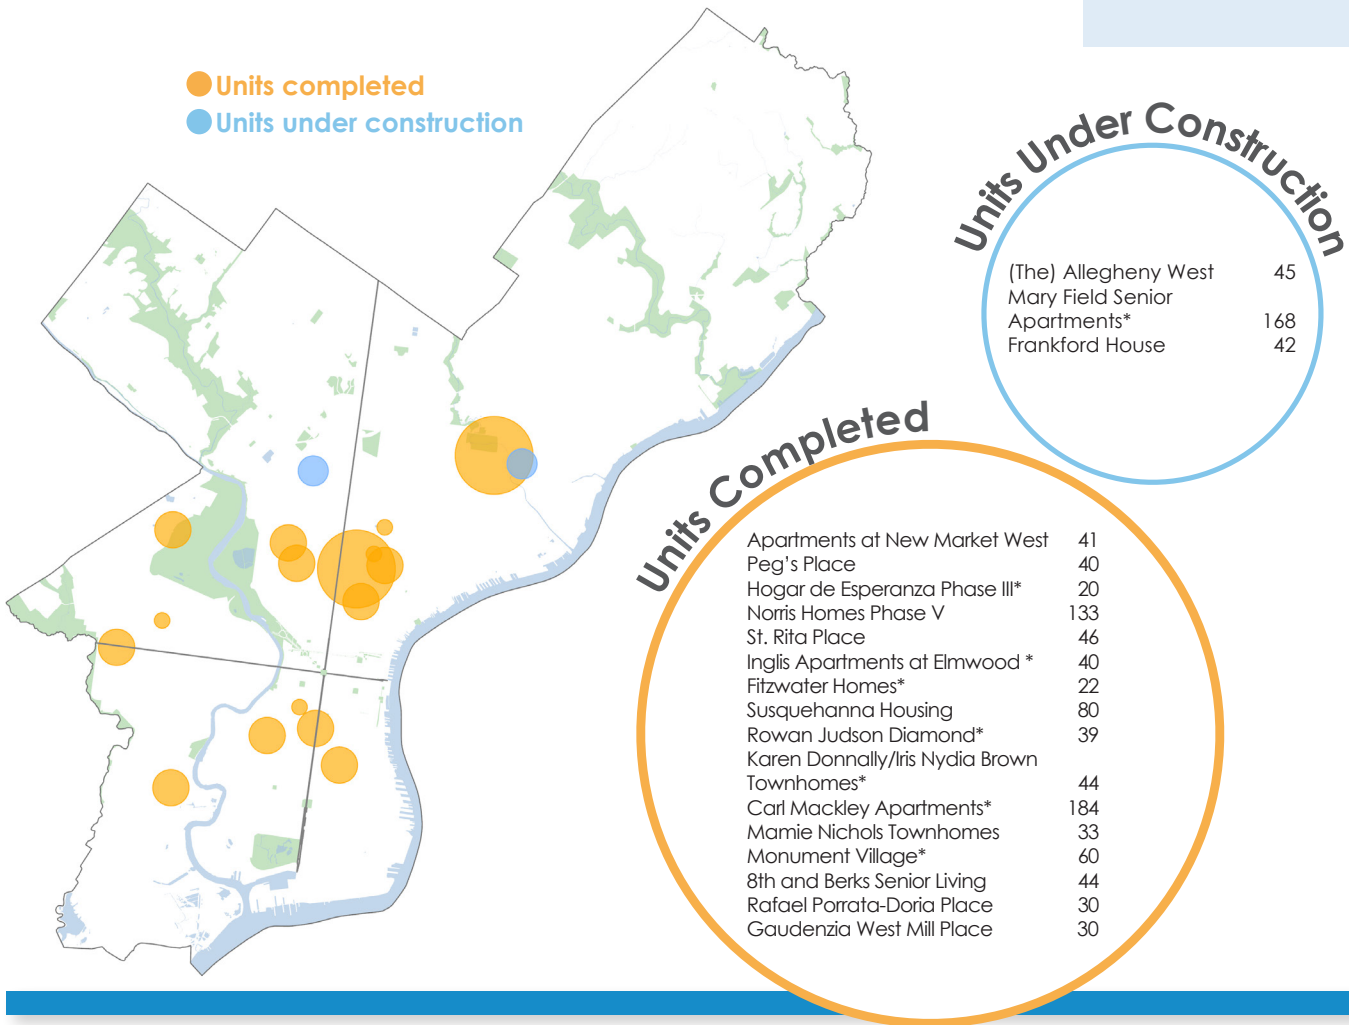 Units completed
Units under construction
Units Under Construction
(The) Allegheny West 45
Mary Field Senior
Apartments* 168
Frankford House 42
Units Completed
Apartments at New Market West 41
Peg's Place 40
Hogar de Esperanza Phase III* 20
Norris Homes Phase V 133
St. Rita Place 46
Inglis Apartments at Elmwood * 40
Fitzwater Homes* 22
Susquehanna Housing 80
Rowan Judson Diamond* 39
Karen Donnally/Iris Nydia Brown
Townhomes* 44
Carl Mackley Apartments* 184
Mamie Nichols Townhomes 33
Monument Village* 60
8th and Berks Senior Living 44
Rafael Porrata-Doria Place 30
Gaudenzia West Mill Place 30